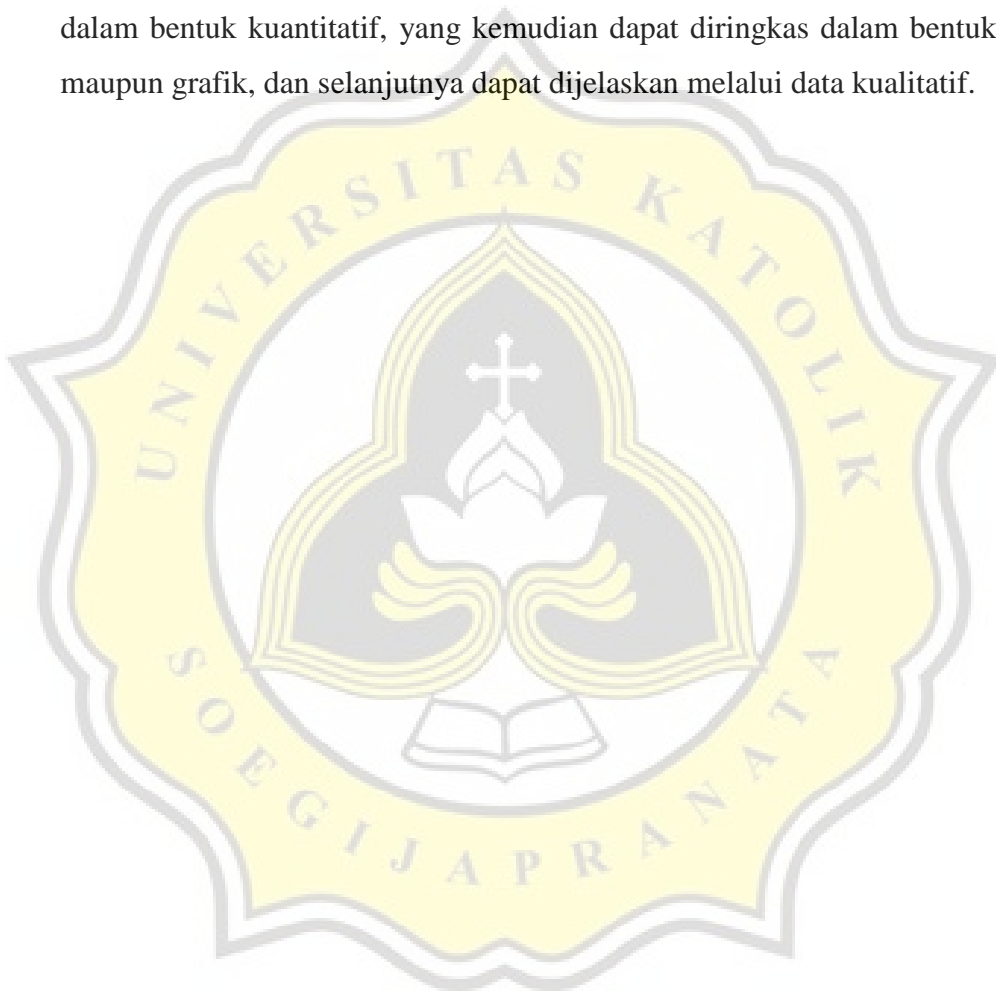 dalam bentuk kuantitatif, yang kemudian dapat diringkas dalam bentuk
maupun grafik, dan selanjutnya dapat dijelaskan melalui data kualitatif.
UNIVERSITAS KATOLIK
SOEGIJAPRANATA